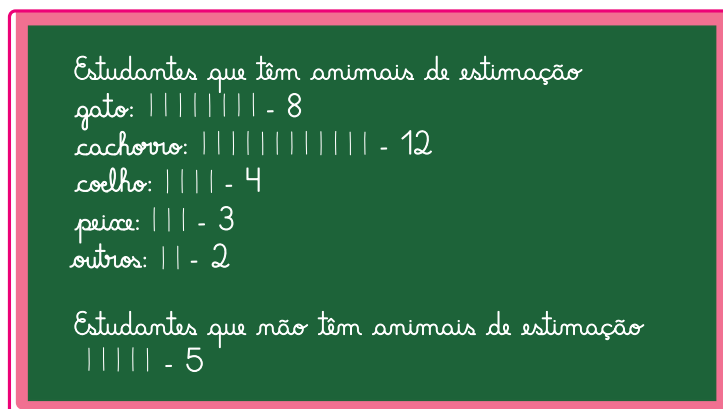 Estudantes que têm animais de estimação
gato: | | | | | | | | - 8
cachorro: | | | | | | | | | | | | - 12
coelho: | | | | - 4
peixe: | | | - 3
outros: | | - 2
Estudantes que não têm animais de estimação
| | | | | - 5